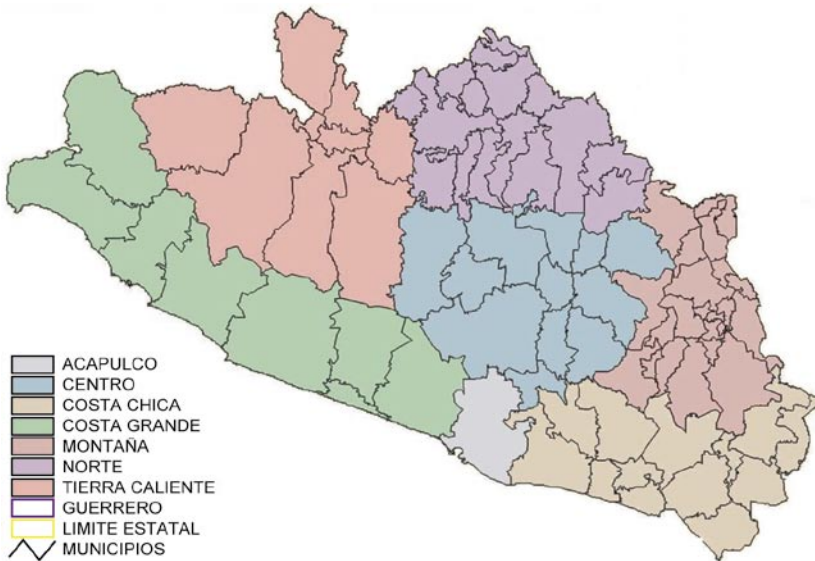 ACAPULCO
CENTRO
COSTA CHICA
COSTA GRANDE
MONTAÑA
NORTE
TIERRA CALIENTE
GUERRERO
LIMITE ESTATAL
MUNICIPIOS